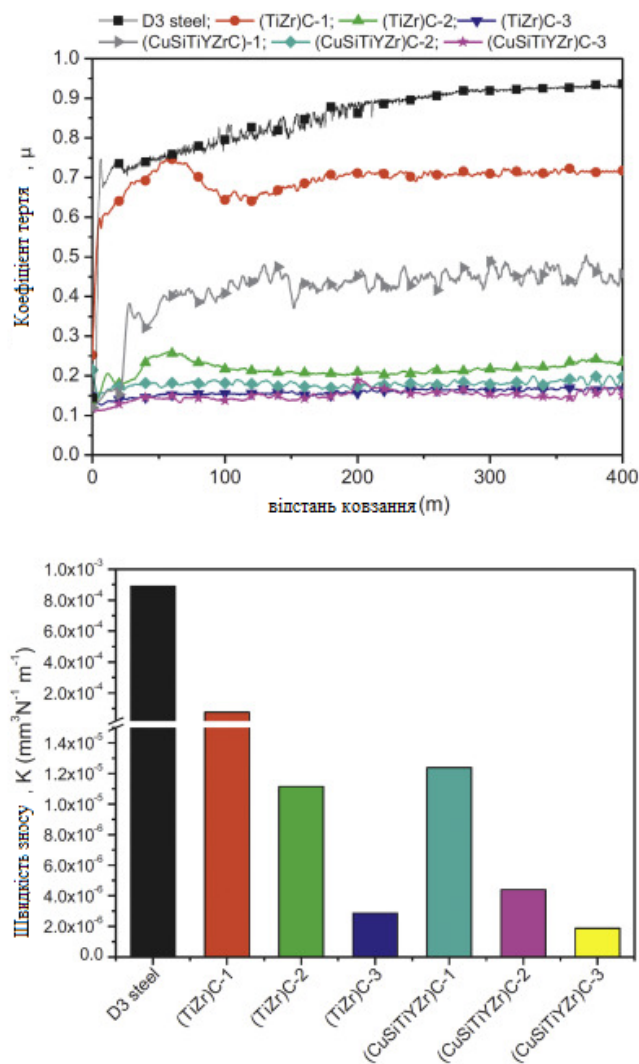 D3 steel; (TiZr)C-1; (TiZr)C-2; (TiZr)C-3
(CuSiTiYZrC)-1; (CuSiTiYZr)C-2; (CuSiTiYZr)C-3
1.0
0.9
0.8
0.7
0.6
0.5
0.4
0.3
0.2
0.1
0.0
Коефіцієнт тертя , μ
0 100 200 300 400
відстань ковзання (m)
1.0x10⁻³
8.0x10⁻⁴
6.0x10⁻⁴
4.0x10⁻⁴
2.0x10⁻⁴
1.4x10⁻⁵
1.2x10⁻⁵
1.0x10⁻⁵
8.0x10⁻⁶
6.0x10⁻⁶
4.0x10⁻⁶
2.0x10⁻⁶
0.0
Швидкість зносу , K (mm³N⁻¹ m⁻¹)
D3 steel
(TiZr)C-1
(TiZr)C-2
(TiZr)C-3
(CuSiTiYZr)C-1
(CuSiTiYZr)C-2
(CuSiTiYZr)C-3